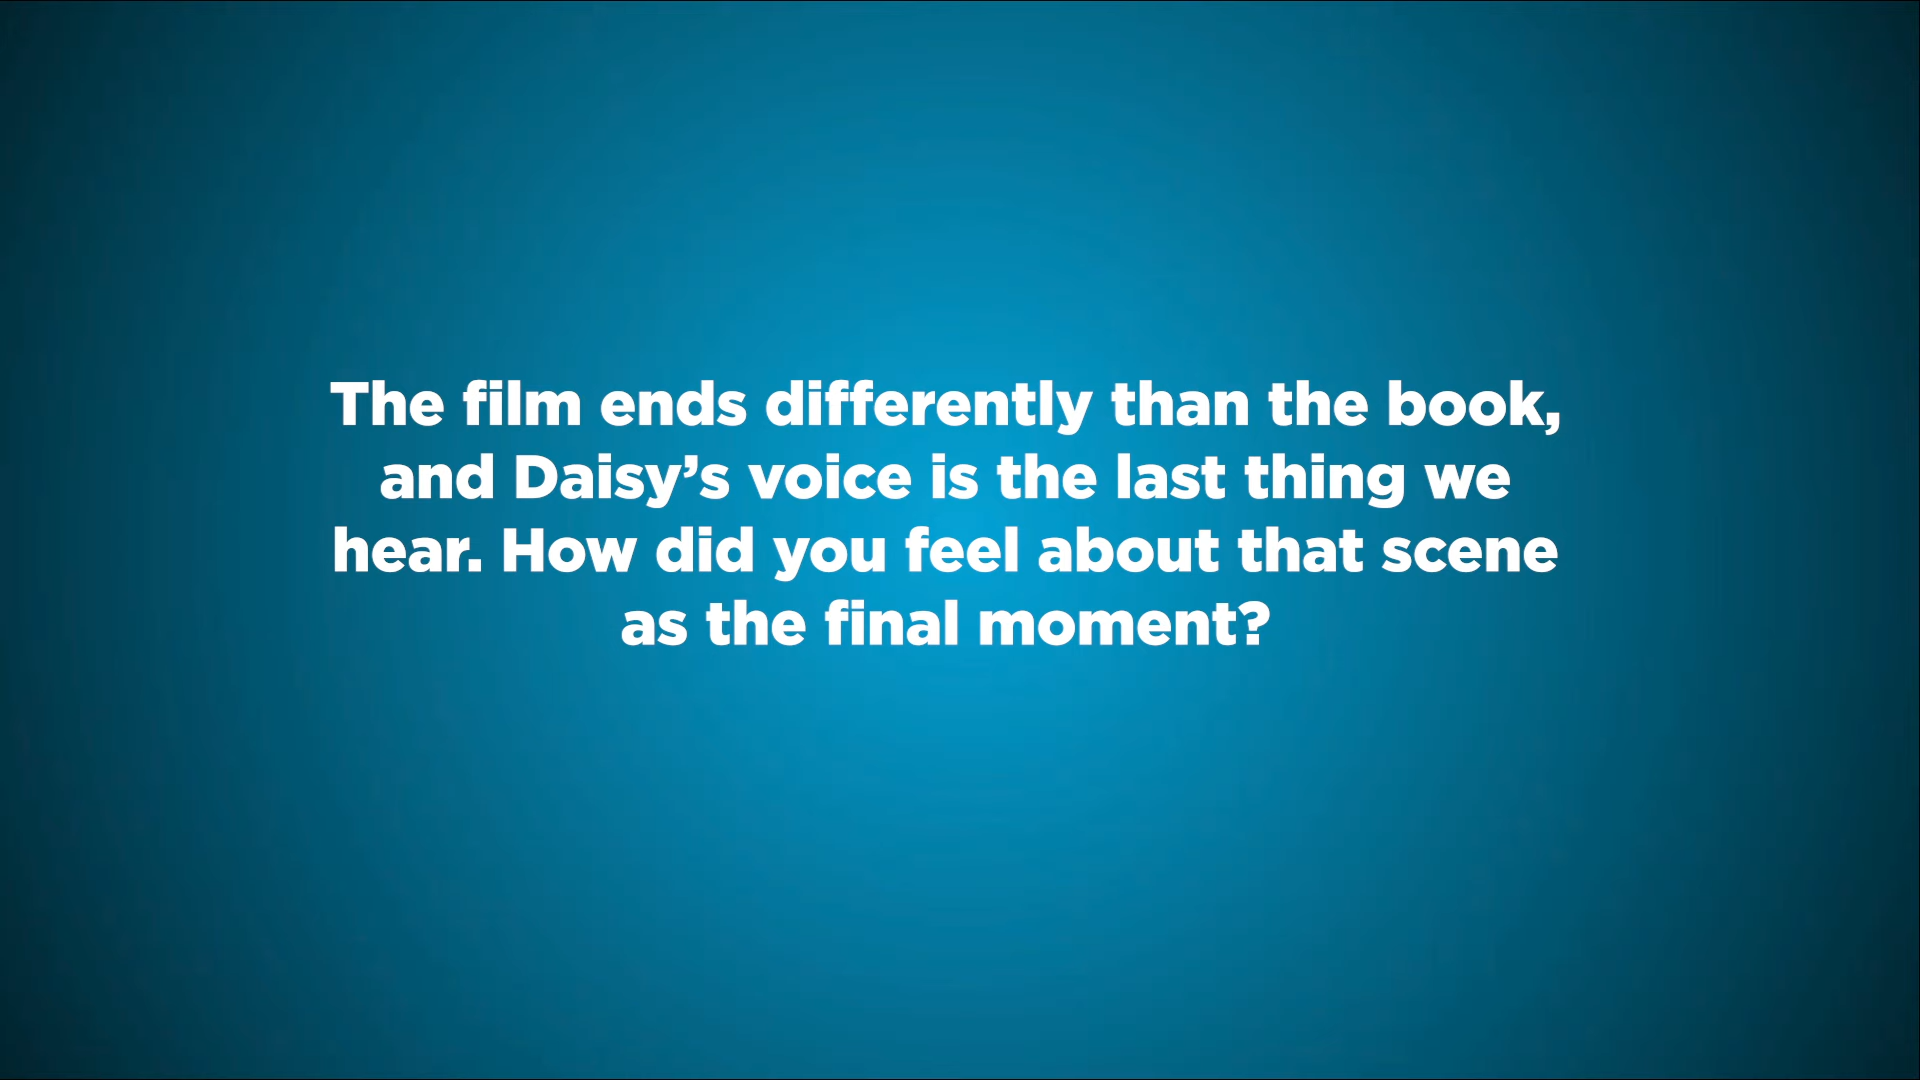 The film ends differently than the book,
and Daisy’s voice is the last thing we
hear. How did you feel about that scene
as the final moment?